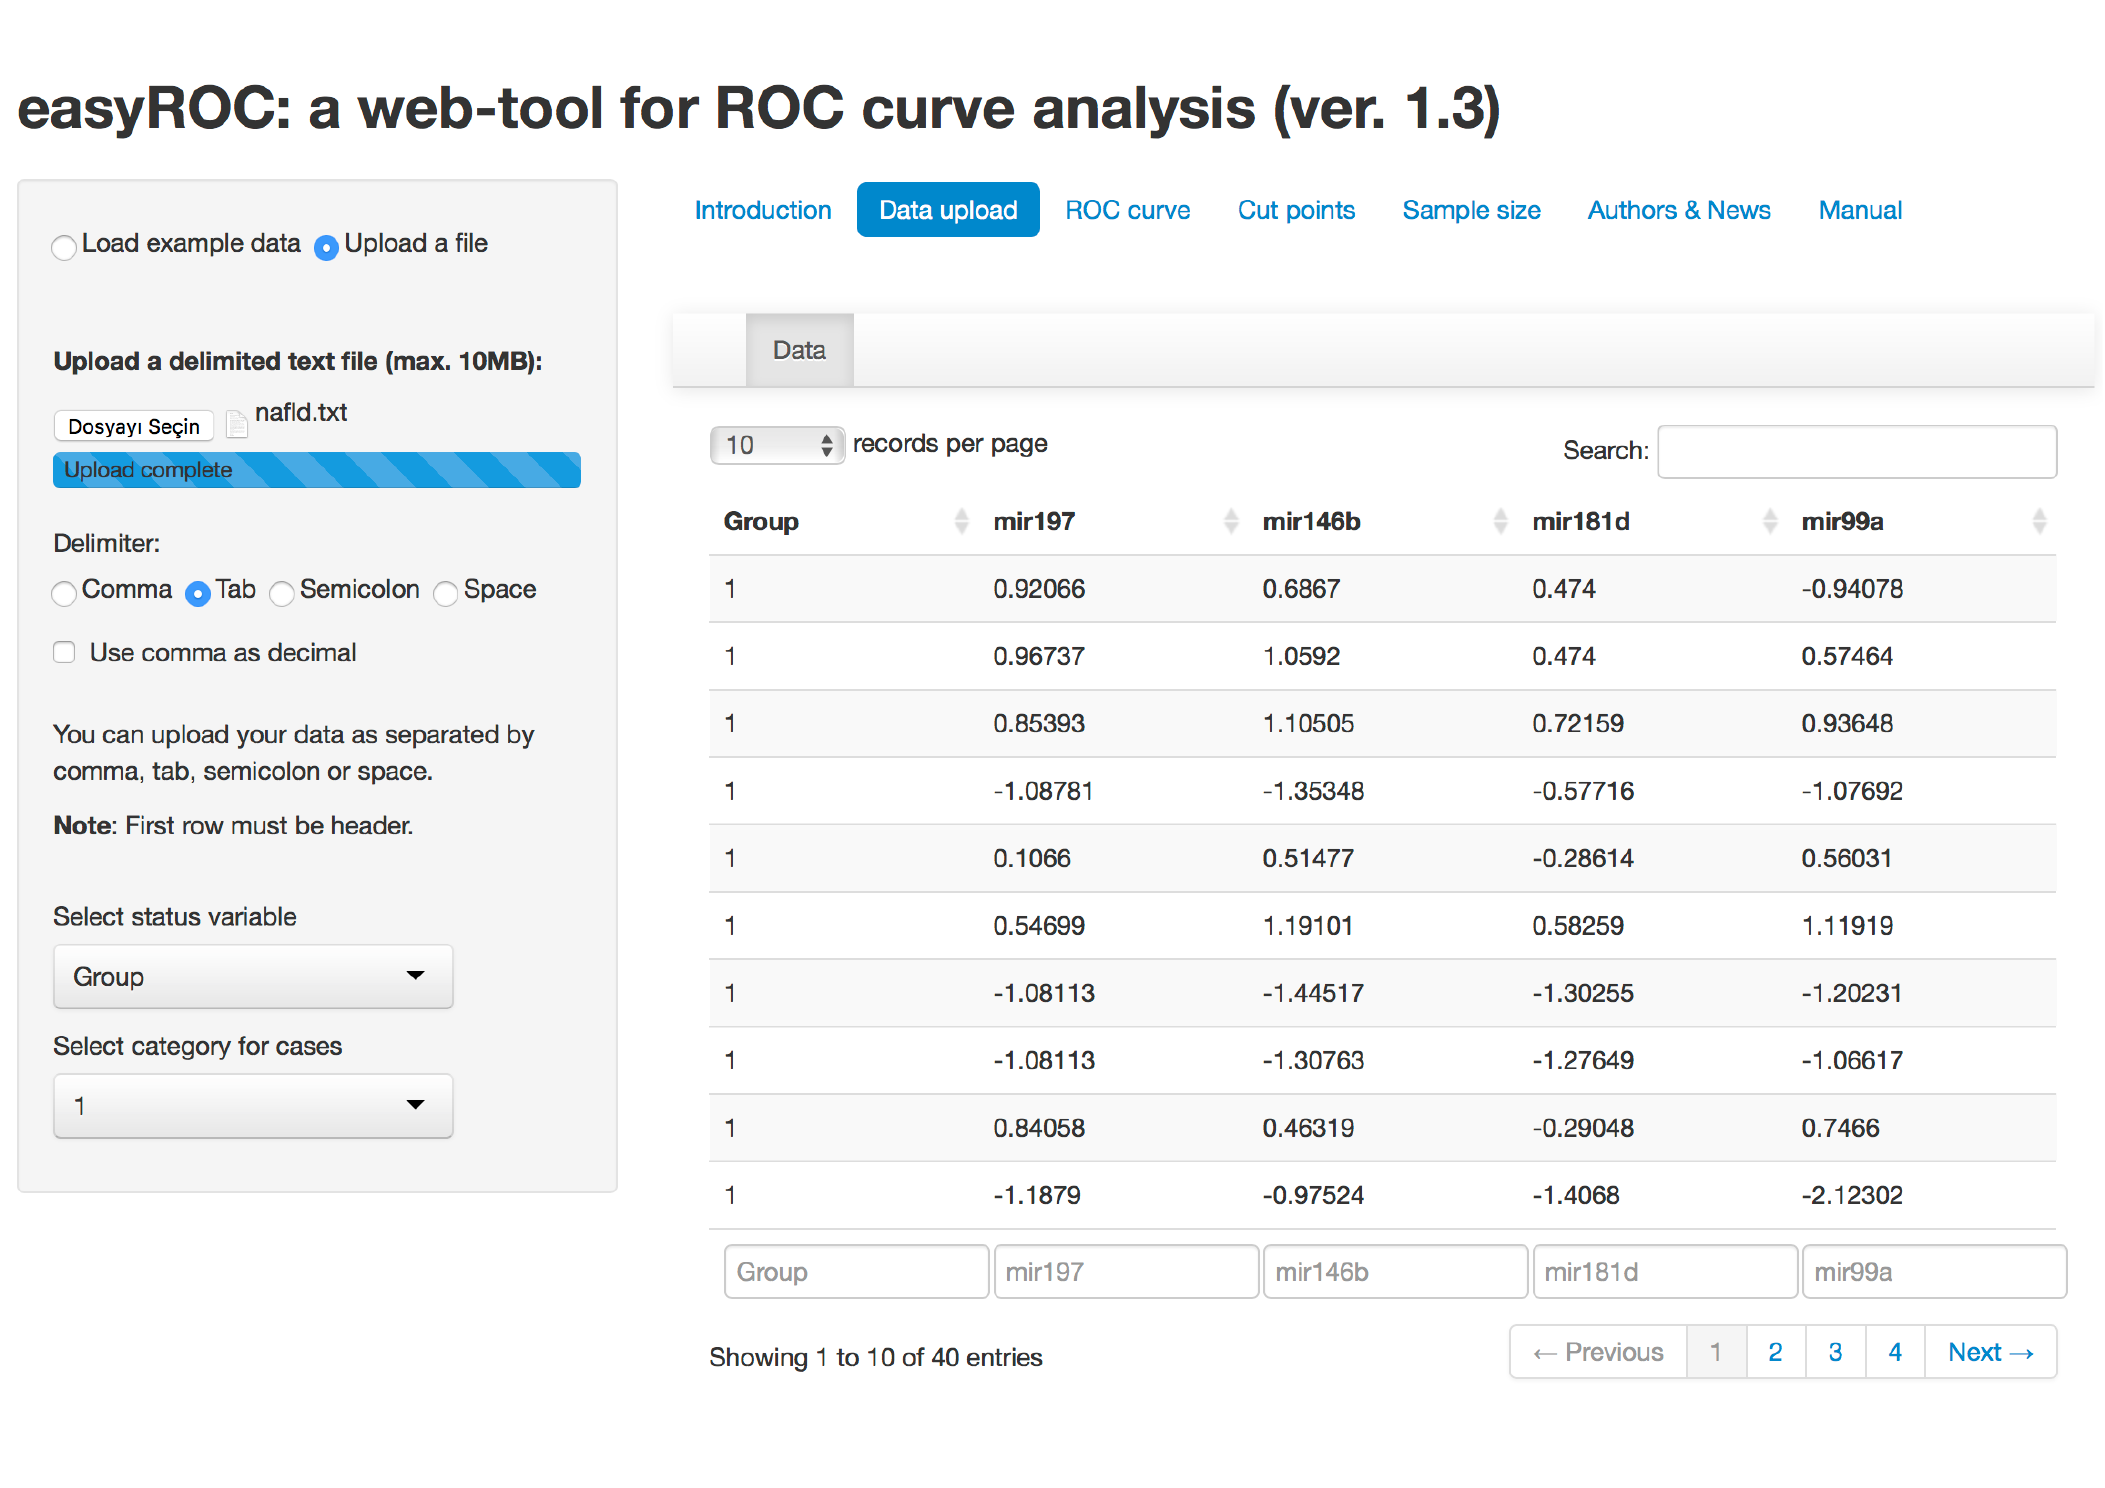 easyROC: a web-tool for ROC curve analysis (ver. 1.3)
Load example data Upload a file
Upload a delimited text file (max. 10MB):
Dosyayı Seçin nafld.txt
Upload complete
Delimiter:
Comma Tab Semicolon Space
Use comma as decimal
You can upload your data as separated by
comma, tab, semicolon or space.
Note: First row must be header.
Select status variable
Group
Select category for cases
1
Introduction Data upload ROC curve Cut points Sample size Authors & News Manual
Data
10 records per page Search:
Group mir197 mir146b mir181d mir99a
1 0.92066 0.6867 0.474 -0.94078
1 0.96737 1.0592 0.474 0.57464
1 0.85393 1.10505 0.72159 0.93648
1 -1.08781 -1.35348 -0.57716 -1.07692
1 0.1066 0.51477 -0.28614 0.56031
1 0.54699 1.19101 0.58259 1.11919
1 -1.08113 -1.44517 -1.30255 -1.20231
1 -1.08113 -1.30763 -1.27649 -1.06617
1 0.84058 0.46319 -0.29048 0.7466
1 -1.1879 -0.97524 -1.4068 -2.12302
Group mir197 mir146b mir181d mir99a
Showing 1 to 10 of 40 entries ← Previous 1 2 3 4 Next →